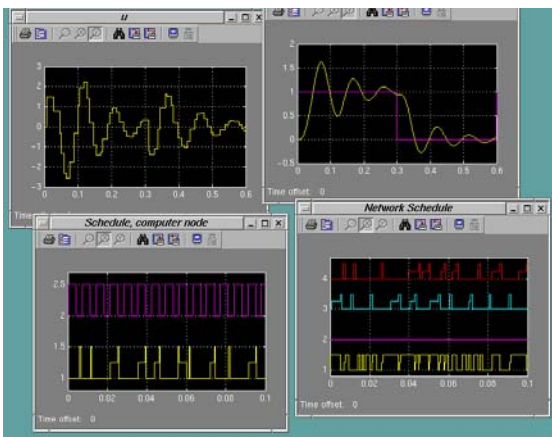 u
3
2
1
0
-1
-2
-3
0 0.1 0.2 0.3 0.4 0.5 0.6
Time offset: 0
2
1.5
1
0.5
0
-0.5
0 0.1 0.2 0.3 0.4 0.5 0.6
Time offset: 0
Schedule, computer node
2.5
2
1.5
1
0 0.02 0.04 0.06 0.08 0.1
Time offset: 0
Network Schedule
4
3
2
1
0 0.02 0.04 0.06 0.08 0.1
Time offset: 0